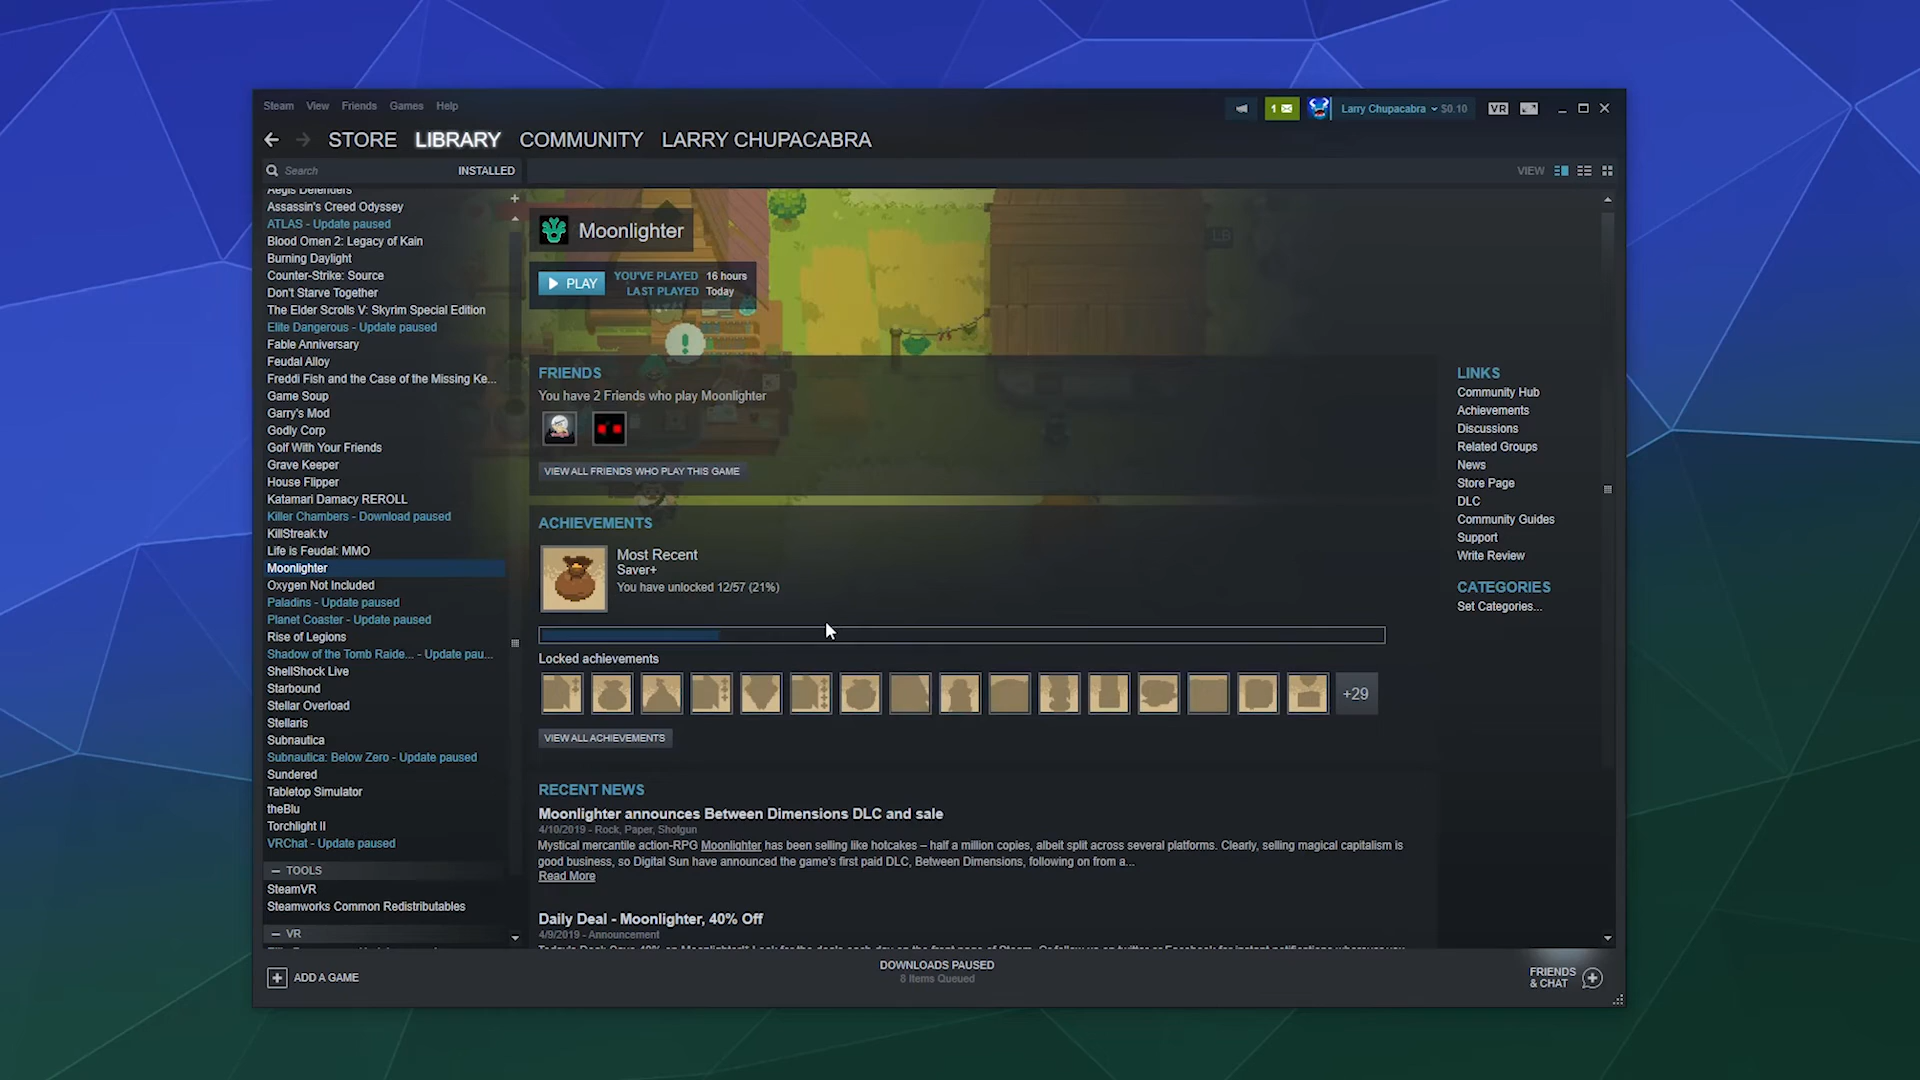 Steam View Friends Games Help
1
Larry Chupacabra $0.10
VR
STORE LIBRARY COMMUNITY LARRY CHUPACABRA
Search
INSTALLED
VIEW
Aegis Defenders
Assassin's Creed Odyssey
ATLAS - Update paused
Blood Omen 2: Legacy of Kain
Burning Daylight
Counter-Strike: Source
Don't Starve Together
The Elder Scrolls V: Skyrim Special Edition
Elite Dangerous - Update paused
Fable Anniversary
Feudal Alloy
Freddi Fish and the Case of the Missing Ke...
Game Soup
Garry's Mod
Godly Corp
Golf With Your Friends
Grave Keeper
House Flipper
Katamari Damacy REROLL
Killer Chambers - Download paused
KillStreak.tv
Life is Feudal: MMO
Moonlighter
Oxygen Not Included
Paladins - Update paused
Planet Coaster - Update paused
Rise of Legions
Shadow of the Tomb Raide... - Update pau...
ShellShock Live
Starbound
Stellar Overload
Stellaris
Subnautica
Subnautica: Below Zero - Update paused
Sundered
Tabletop Simulator
theBlu
Torchlight II
VRChat - Update paused
TOOLS
SteamVR
Steamworks Common Redistributables
VR
Moonlighter
PLAY
YOU'VE PLAYED 16 hours
LAST PLAYED Today
FRIENDS
You have 2 Friends who play Moonlighter
VIEW ALL FRIENDS WHO PLAY THIS GAME
ACHIEVEMENTS
Most Recent
Saver+
You have unlocked 12/57 (21%)
Locked achievements
+29
VIEW ALL ACHIEVEMENTS
RECENT NEWS
Moonlighter announces Between Dimensions DLC and sale
4/10/2019 - Rock, Paper, Shotgun
Mystical mercantile action-RPG Moonlighter has been selling like hotcakes – half a million copies, albeit split across several platforms. Clearly, selling magical capitalism is
good business, so Digital Sun have announced the game's first paid DLC, Between Dimensions, following on from a...
Read More
Daily Deal - Moonlighter, 40% Off
4/9/2019 - Announcement
LINKS
Community Hub
Achievements
Discussions
Related Groups
News
Store Page
DLC
Community Guides
Support
Write Review
CATEGORIES
Set Categories...
ADD A GAME
DOWNLOADS PAUSED
8 Items Queued
FRIENDS
& CHAT